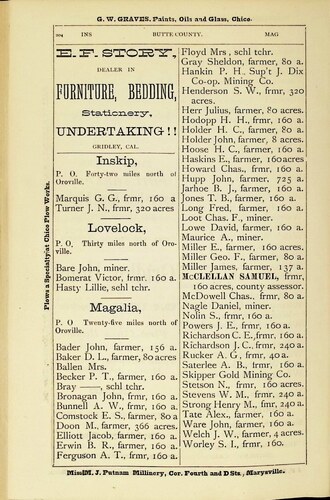 G. W. GRAVES. Paints, Oils and Glass, Chico.
204 INS BUTTE COUNTY. MAG
E. F. STORY,
DEALER IN
FURNITURE, BEDDING,
Stationery,
UNDERTAKING!!
GRIDLEY, CAL.
Inskip,
P. O. Forty-two miles north of
Oroville.
Marquis G. G., frmr, 160 a
Turner J. N., frmr, 320 acres
Lovelock,
P. O. Thirty miles north of Oro-
ville.
Bare John, miner.
Bomerat Victor, frmr. 160 a.
Hasty Lillie, schl tchr.
Magalia,
P. O Twenty-five miles north of
Oroville.
Bader John, farmer, 156 a.
Baker D. L., farmer, 80 acres
Ballen Mrs.
Becker P. T., farmer, 160 a.
Bray ——, schl tchr.
Bronagan John, frmr, 160 a.
Bunnell A. W., frmr, 160 a.
Comstock E. S., farmer, 80 a
Doon M., farmer, 366 acres.
Elliott Jacob, farmer, 160 a.
Erwin B. R., farmer, 160 a.
Ferguson A. T., frmr, 160 a.
Floyd Mrs, schl tchr.
Gray Sheldon, farmer, 80 a.
Hankin P. H. Sup't J. Dix
Co-op. Mining Co.
Henderson S. W., frmr, 320
acres.
Herr Julius, farmer, 80 acres.
Hodopp H. H., frmr, 160 a.
Holder H. C., farmer, 80 a.
Holder John, farmer, 8 acres.
Hoose H. C., farmer, 160 a.
Haskins E., farmer, 160 acres
Howard Chas., frmr, 160 a.
Hupp John, farmer, 725 a.
Jarhoe B. J., farmer, 160 a.
Jones T. B., farmer, 160 a.
Long Fred, farmer, 160 a.
Loot Chas. F., miner.
Lowe David, farmer, 160 a.
Maurice A., miner.
Miller E., farmer, 160 acres.
Miller Geo. F., farmer, 80 a.
Miller James. farmer, 137 a.
McCLELLAN SAMUEL, frmr,
160 acres, county assessor.
McDowell Chas., frmr, 80 a.
Nagle Daniel, miner.
Nolin S., frmr, 160 a.
Powers J. E., frmr, 160 a.
Richardson C. E., frmr, 160 a.
Richardson J. C., frmr, 240 a.
Rucker A. G, frmr, 40 a.
Saterlee A. B., frmr, 160 a.
Skipper Gold Mining Co.
Stetson N., frmr, 160 acres.
Stevens W. M., frmr, 240 a.
Strong Henry M., frmr, 240 a.
Tate Alex., farmer, 160 a.
Ware John, farmer, 160 a.
Welch J. W., farmer, 4 acres.
Worley S. I., frmr. 160.
Plows a Specialty at Chico Plow Works.
Miss M. J. Putnam Millinery, Cor. Fourth and D Sts, Marysville.